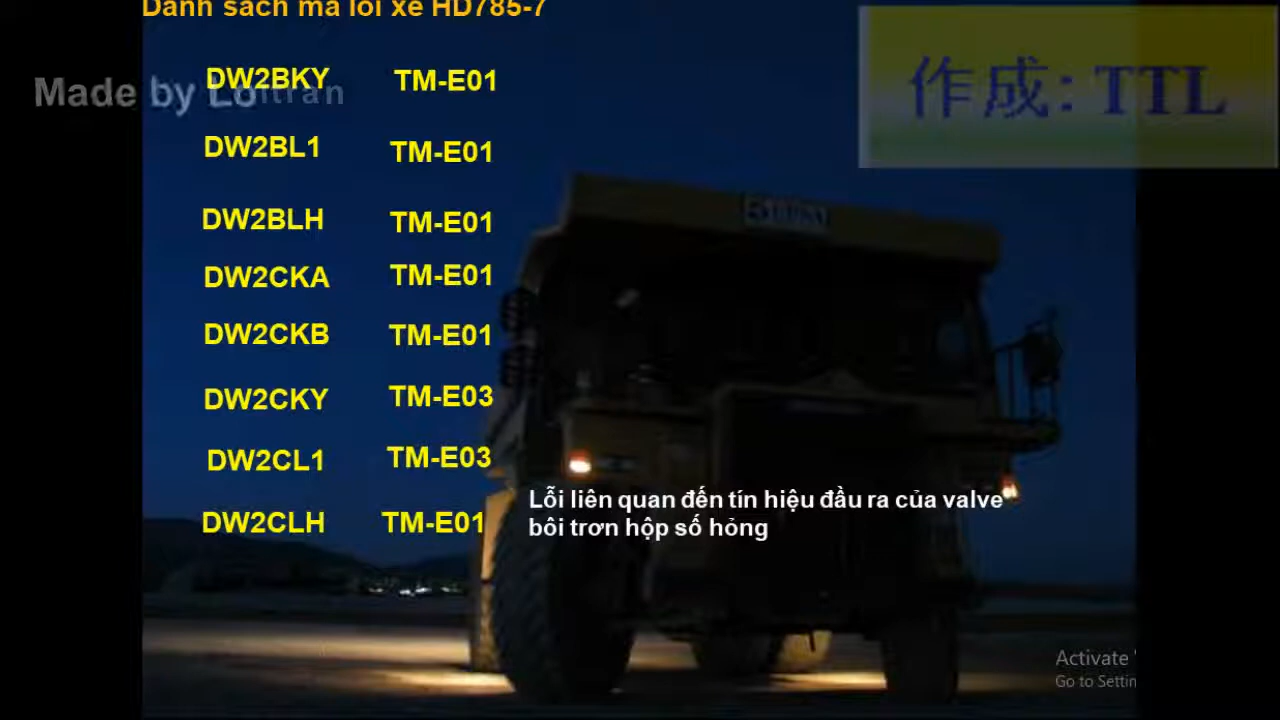 Danh sách mã lỗi xe HD785-7
DW2BKY TM-E01
Made by Loitran
作成: TTL
DW2BL1 TM-E01
DW2BLH TM-E01
DW2CKA TM-E01
DW2CKB TM-E01
DW2CKY TM-E03
DW2CL1 TM-E03
DW2CLH TM-E01
Lỗi liên quan đến tín hiệu đầu ra của valve
bôi trơn hộp số hỏng
Activate
Go to Settin